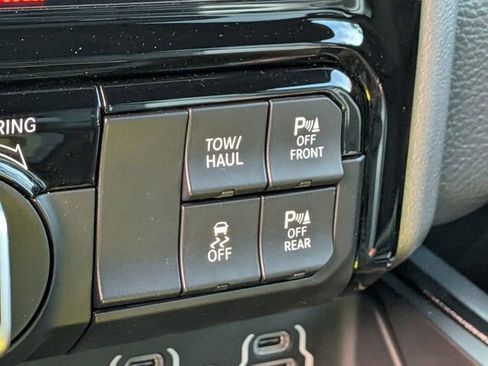 RING
TOW/
HAUL
P
OFF
FRONT
OFF
P
OFF
REAR